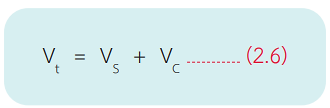 Vt = VS + VC ........... (2.6)